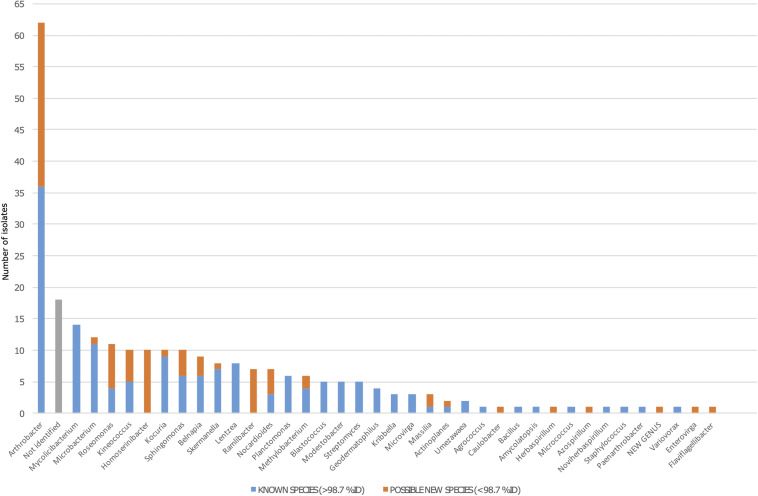 65
60
55
50
45
40
35
30
25
20
15
10
5
0
Number of isolates
Arthrobacter
Not identified
Mycolicibacterium
Microbacterium
Roseomonas
Kineococcus
Homoserinibacter
Kocuria
Sphingomonas
Belnapia
Skermanella
Lentzea
Ramlibacter
Nocardioides
Planctomonas
Methylobacterium
Blastococcus
Modestobacter
Streptomyces
Geodermatophilus
Kribbella
Microvirga
Massilia
Actinoplanes
Umezawaea
Agrococcus
Caulobacter
Bacillus
Amycolatopsis
Herbaspirillum
Micrococcus
Azospirillum
Noviherbaspirillum
Staphylococcus
Paenarthrobacter
NEW GENUS
Variovorax
Enterovirga
Flaviflagellibacter
KNOWN SPECIES (>98.7 %ID)
POSSIBLE NEW SPECIES (<98.7 %ID)